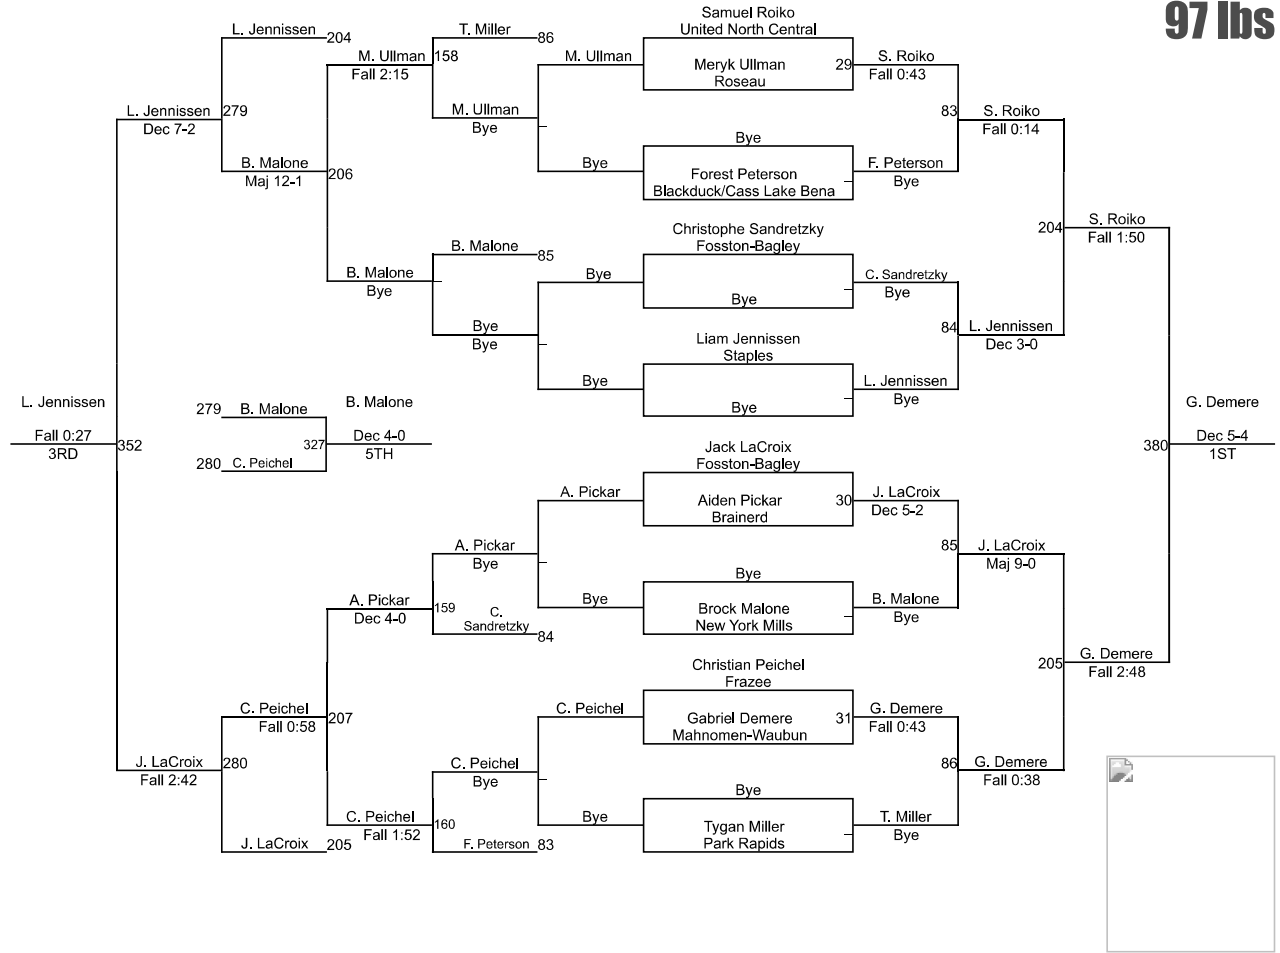 97 lbs
Samuel Roiko
United North Central
L. Jennissen 204
T. Miller 86
M. Ullman 158
Fall 2:15
M. Ullman
Meryk Ullman 29
Roseau
S. Roiko
Fall 0:43
L. Jennissen 279
Dec 7-2
M. Ullman
Bye
83 S. Roiko
Fall 0:14
Bye
B. Malone 206
Maj 12-1
Bye
Forest Peterson
Blackduck/Cass Lake Bena
F. Peterson
Bye
Christophe Sandretzky
Fosston-Bagley
204 S. Roiko
Fall 1:50
B. Malone 85
B. Malone
Bye
Bye
Bye
C. Sandretzky
Bye
Bye
Bye
84 L. Jennissen
Dec 3-0
Liam Jennissen
Staples
Bye
Bye
L. Jennissen
Bye
L. Jennissen
279 B. Malone
B. Malone
G. Demere
Fall 0:27 352
3RD
327 Dec 4-0
5TH
380 Dec 5-4
1ST
280 C. Peichel
Jack LaCroix
Fosston-Bagley
A. Pickar
Aiden Pickar 30
Brainerd
J. LaCroix
Dec 5-2
A. Pickar
Bye
85 J. LaCroix
Maj 9-0
Bye
A. Pickar 159
Dec 4-0
C.
Sandretzky 84
Bye
Brock Malone
New York Mills
B. Malone
Bye
Christian Peichel
Frazee
205 G. Demere
Fall 2:48
C. Peichel 207
Fall 0:58
C. Peichel
Gabriel Demere 31
Mahnomen-Waubun
G. Demere
Fall 0:43
J. LaCroix 280
Fall 2:42
C. Peichel
Bye
86 G. Demere
Fall 0:38
Bye
C. Peichel 160
Fall 1:52
Bye
Tygan Miller
Park Rapids
T. Miller
Bye
J. LaCroix 205
F. Peterson 83